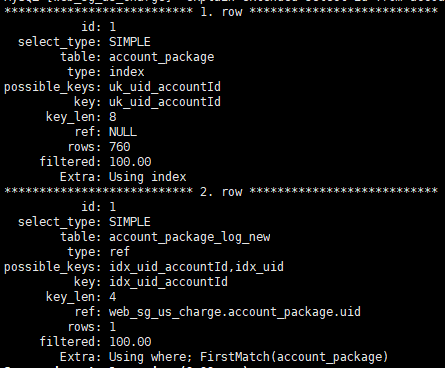 *************************** 1. row ***************************
id: 1
select_type: SIMPLE
table: account_package
type: index
possible_keys: uk_uid_accountId
key: uk_uid_accountId
key_len: 8
ref: NULL
rows: 760
filtered: 100.00
Extra: Using index
*************************** 2. row ***************************
id: 1
select_type: SIMPLE
table: account_package_log_new
type: ref
possible_keys: idx_uid_accountId,idx_uid
key: idx_uid_accountId
key_len: 4
ref: web_sg_us_charge.account_package.uid
rows: 1
filtered: 100.00
Extra: Using where; FirstMatch(account_package)